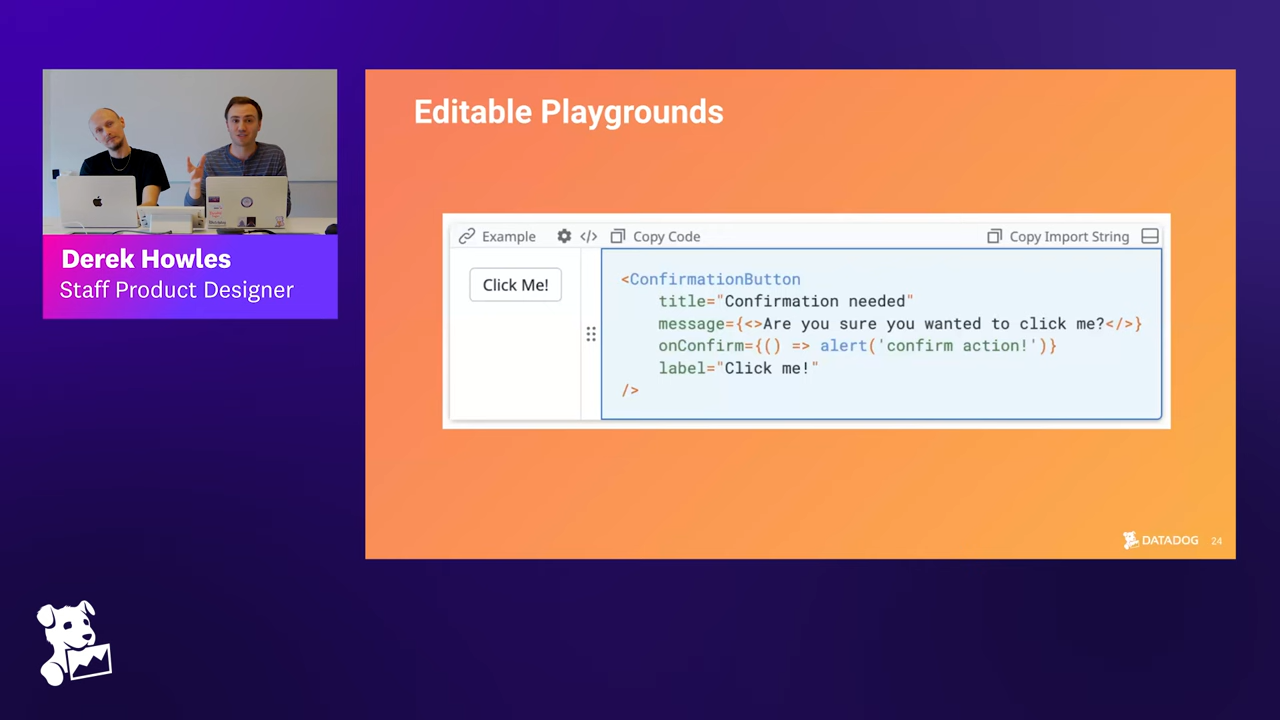 Editable Playgrounds
Derek Howles
Staff Product Designer
Example
</>
Copy Code
Copy Import String
Click Me!
<ConfirmationButton
title="Confirmation needed"
message={<>Are you sure you wanted to click me?</>}
onConfirm={() => alert('confirm action!')}
label="Click me!"
/>
DATADOG
24